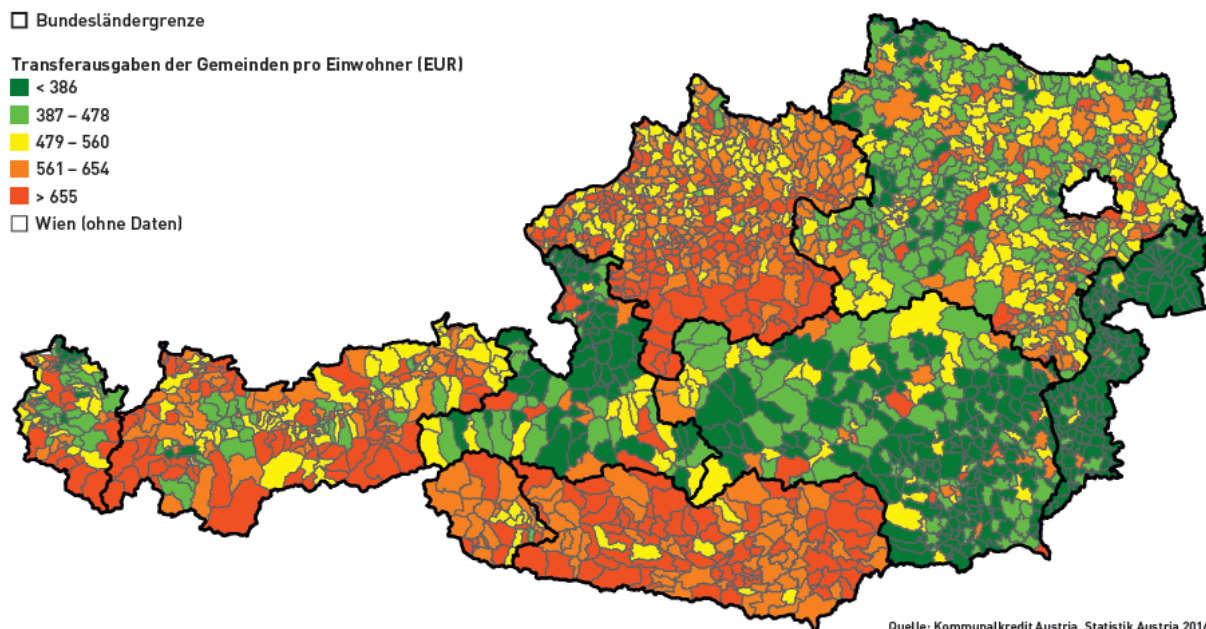 Bundesländergrenze
Transferausgaben der Gemeinden pro Einwohner (EUR)
< 386
387 – 478
479 – 560
561 – 654
> 655
Wien (ohne Daten)
Quelle: Kommunalkredit Austria, Statistik Austria 2014